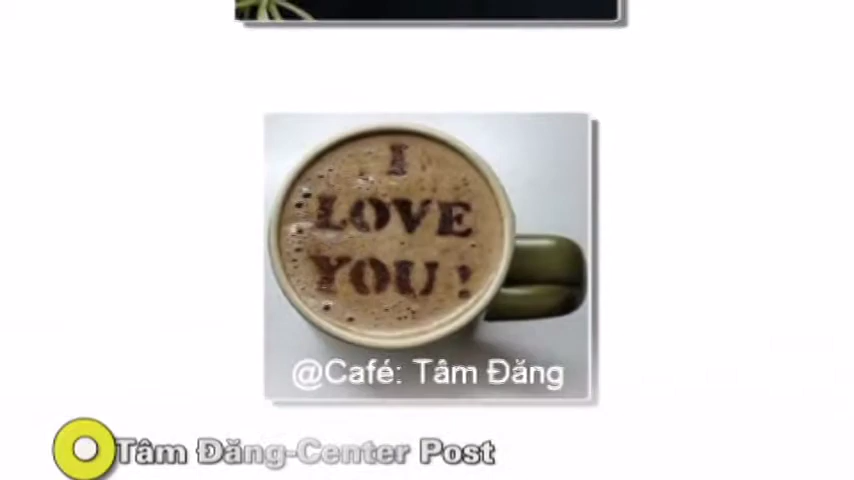 I
LOVE
YOU!
@Café: Tâm Đăng
Tâm Đăng-Center Post